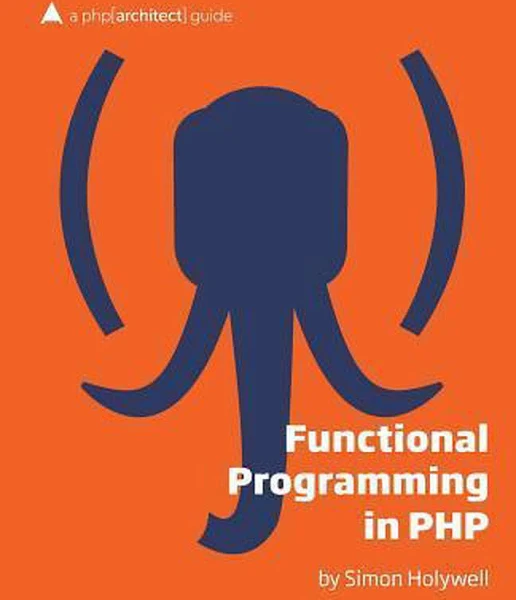 a php[architect] guide
Functional
Programming
in PHP
by Simon Holywell